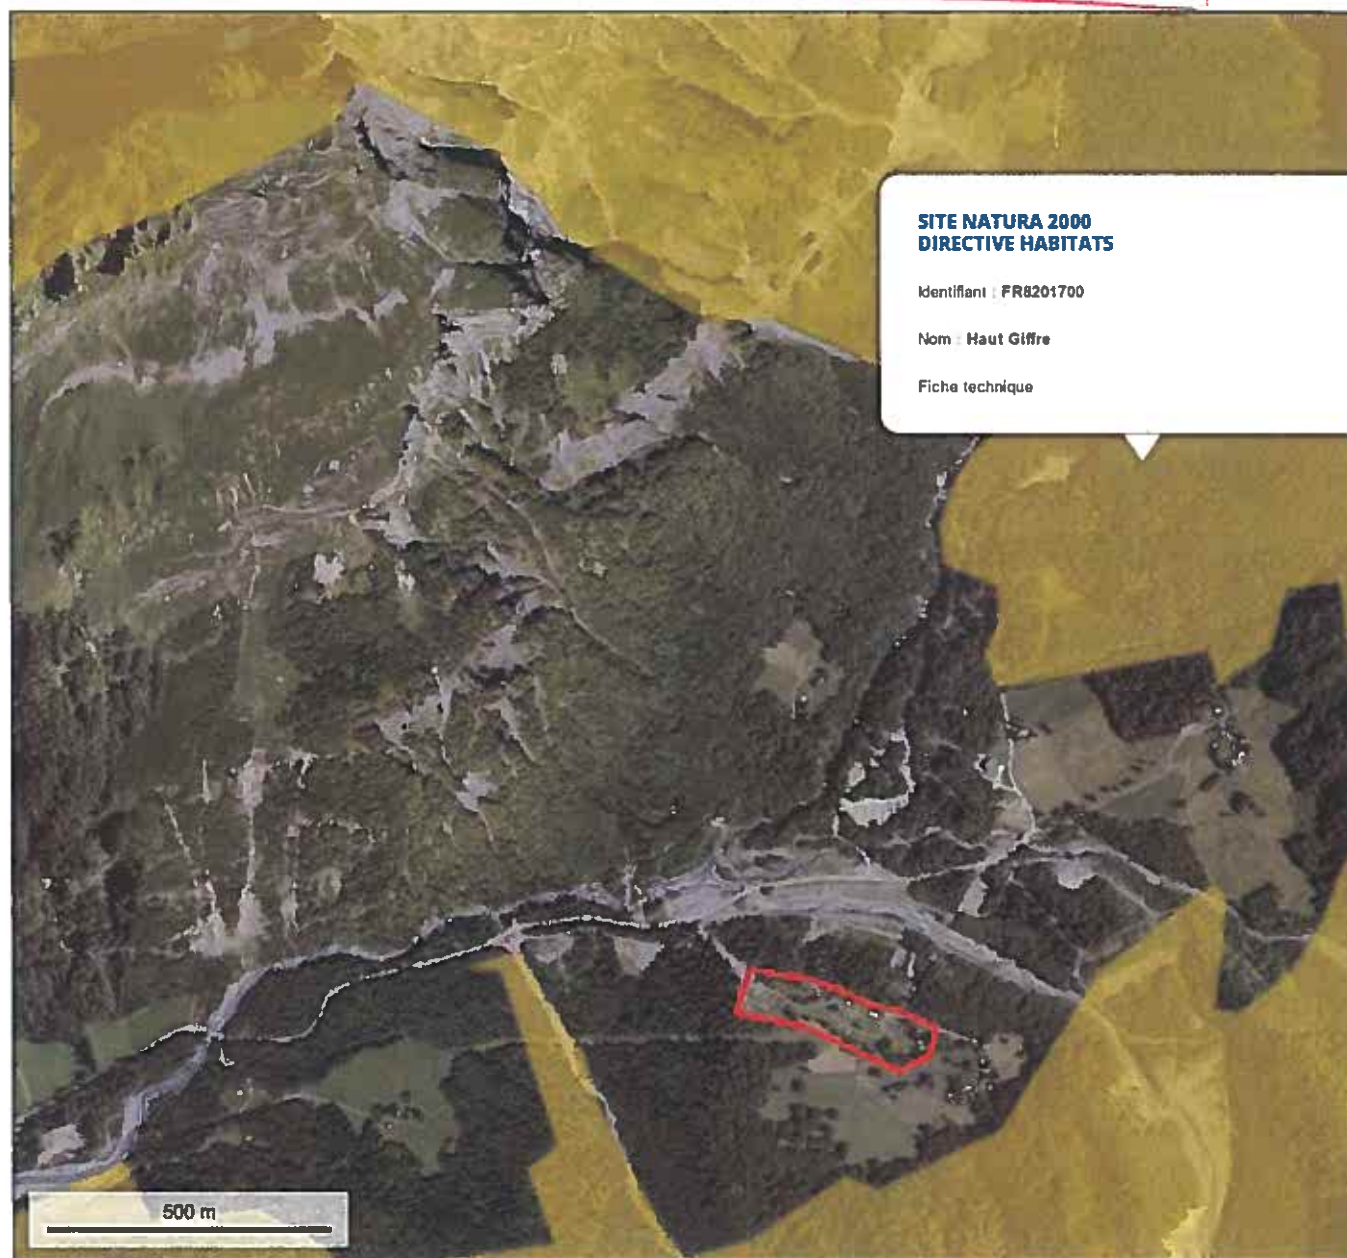 SITE NATURA 2000
DIRECTIVE HABITATS
Identifiant : FR8201700
Nom : Haut Giffre
Fiche technique
500 m